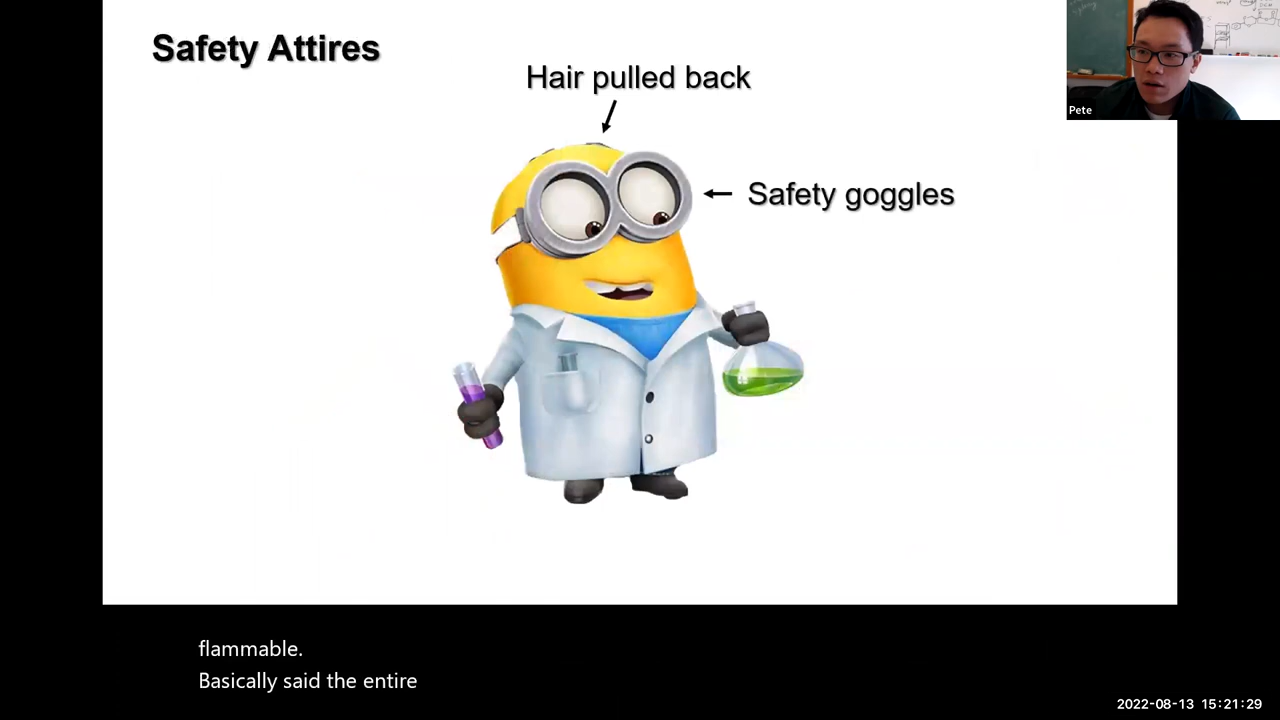 Safety Attires
Hair pulled back
Pete
Safety goggles
flammable.
Basically said the entire
2022-08-13 15:21:29